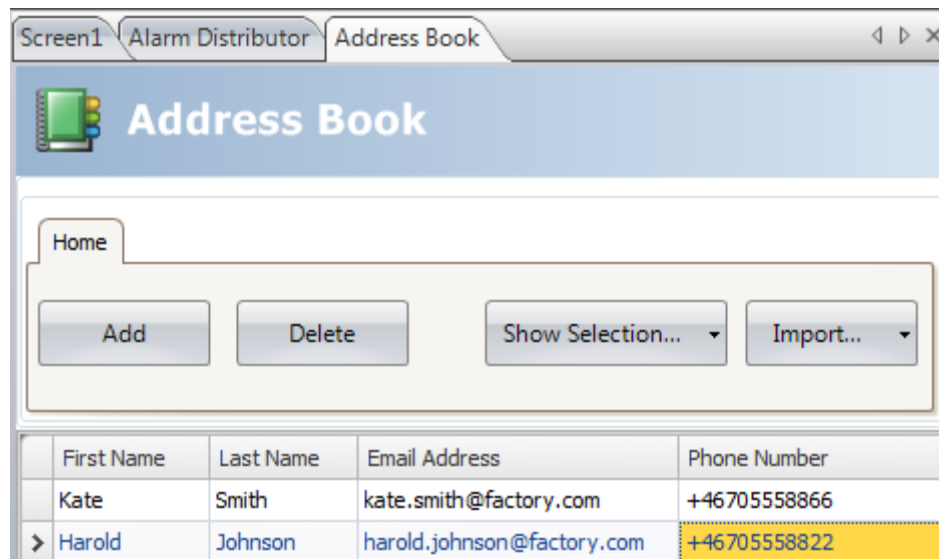 Screen1 Alarm Distributor Address Book
Address Book
Home
Add Delete Show Selection... Import...
First Name Last Name Email Address Phone Number
Kate Smith kate.smith@factory.com +46705558866
Harold Johnson harold.johnson@factory.com +46705558822